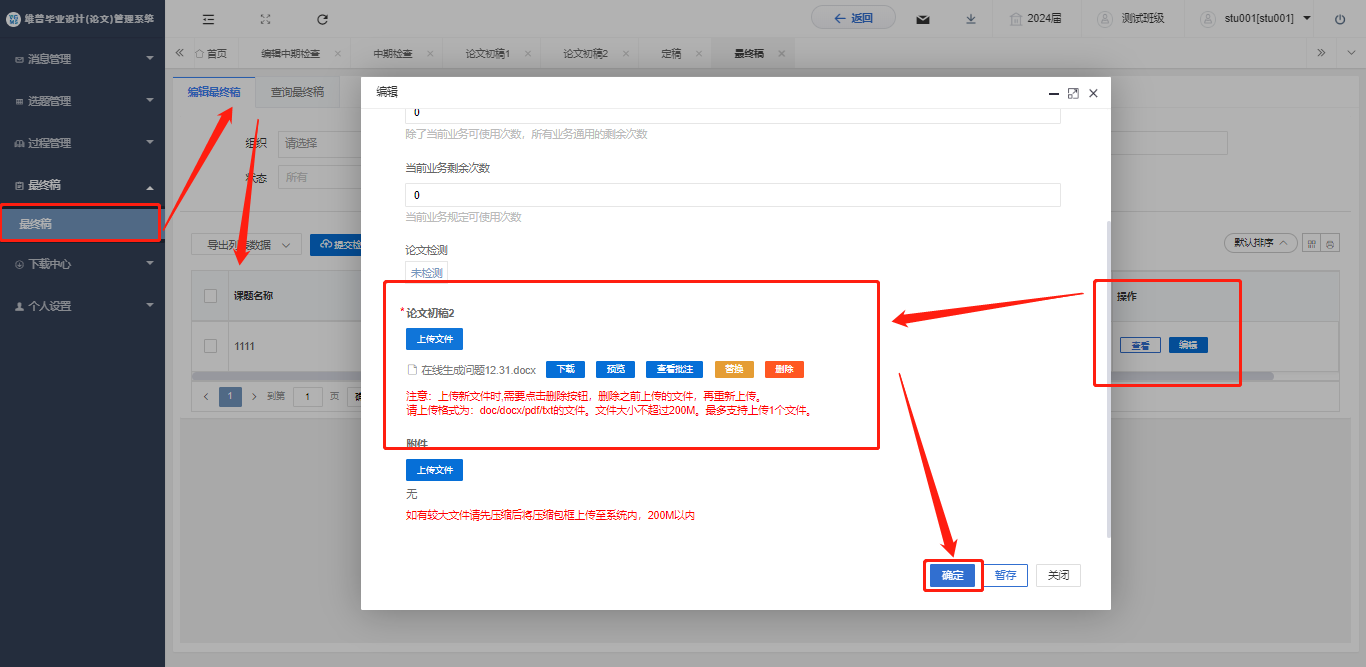 维普毕业设计(论文)管理系统
返回
2024届
测试班级
stu001[stu001]
消息管理
选题管理
过程管理
最终稿
最终稿
下载中心
个人设置
首页
编辑中期检查
中期检查
论文初稿1
论文初稿2
定稿
最终稿
编辑最终稿
查询最终稿
组织
请选择
状态
所有
提交检
默认排序
课题名称
操作
1111
查看
编辑
1
到第
1
页
编辑
0
除了当前业务可使用次数，所有业务通用的剩余次数
当前业务剩余次数
0
当前业务规定可使用次数
论文检测
未检测
*论文初稿2
上传文件
在线生成问题12.31.docx
下载
预览
查看批注
替换
删除
注意：上传新文件时,需要点击删除按钮，删除之前上传的文件，再重新上传。
请上传格式为：doc/docx/pdf/txt的文件。文件大小不超过200M。最多支持上传1个文件。
附件
上传文件
无
如有较大文件请先压缩后将压缩包框上传至系统内，200M以内
确定
暂存
关闭